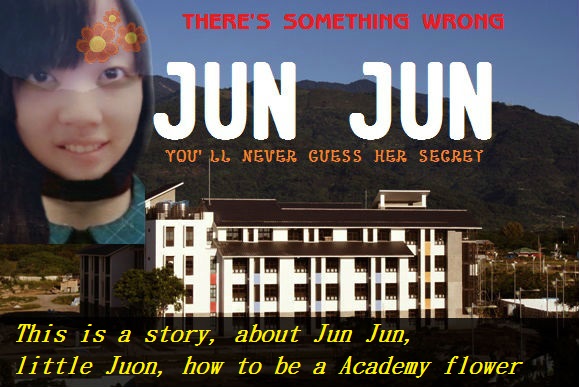 THERE'S SOMETHING WRONG
JUN JUN
YOU'LL NEVER GUESS HER SECRET
This is a story, about Jun Jun,
little Juon, how to be a Academy flower